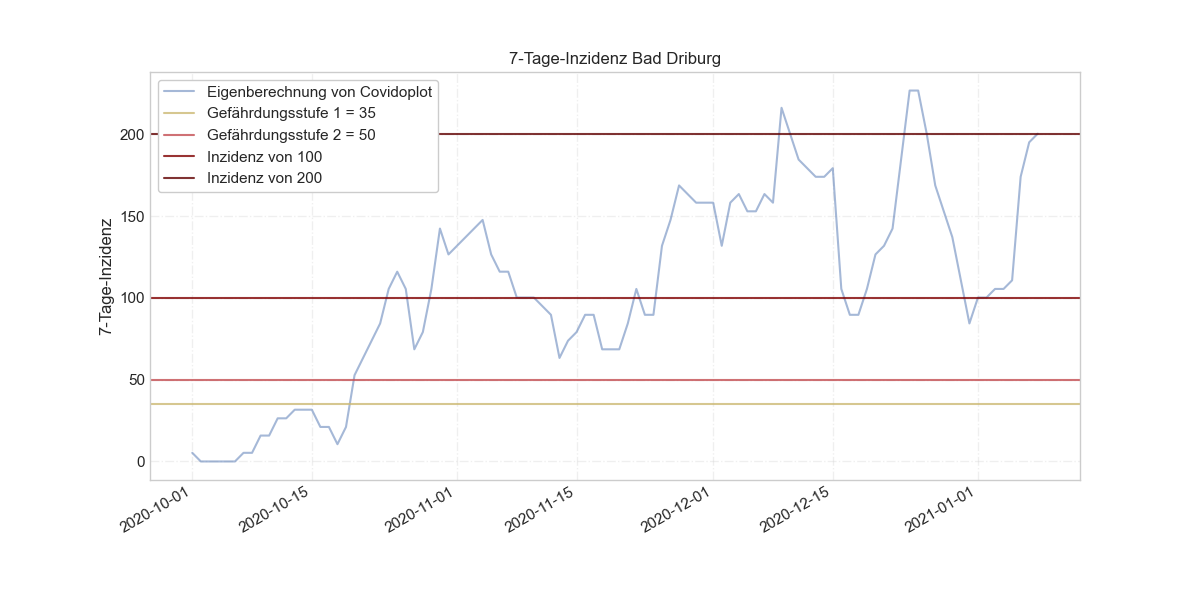 7-Tage-Inzidenz Bad Driburg
Eigenberechnung von Covidoplot
Gefährdungsstufe 1 = 35
Gefährdungsstufe 2 = 50
Inzidenz von 100
Inzidenz von 200
7-Tage-Inzidenz
200
150
100
50
0
2020-10-01
2020-10-15
2020-11-01
2020-11-15
2020-12-01
2020-12-15
2021-01-01